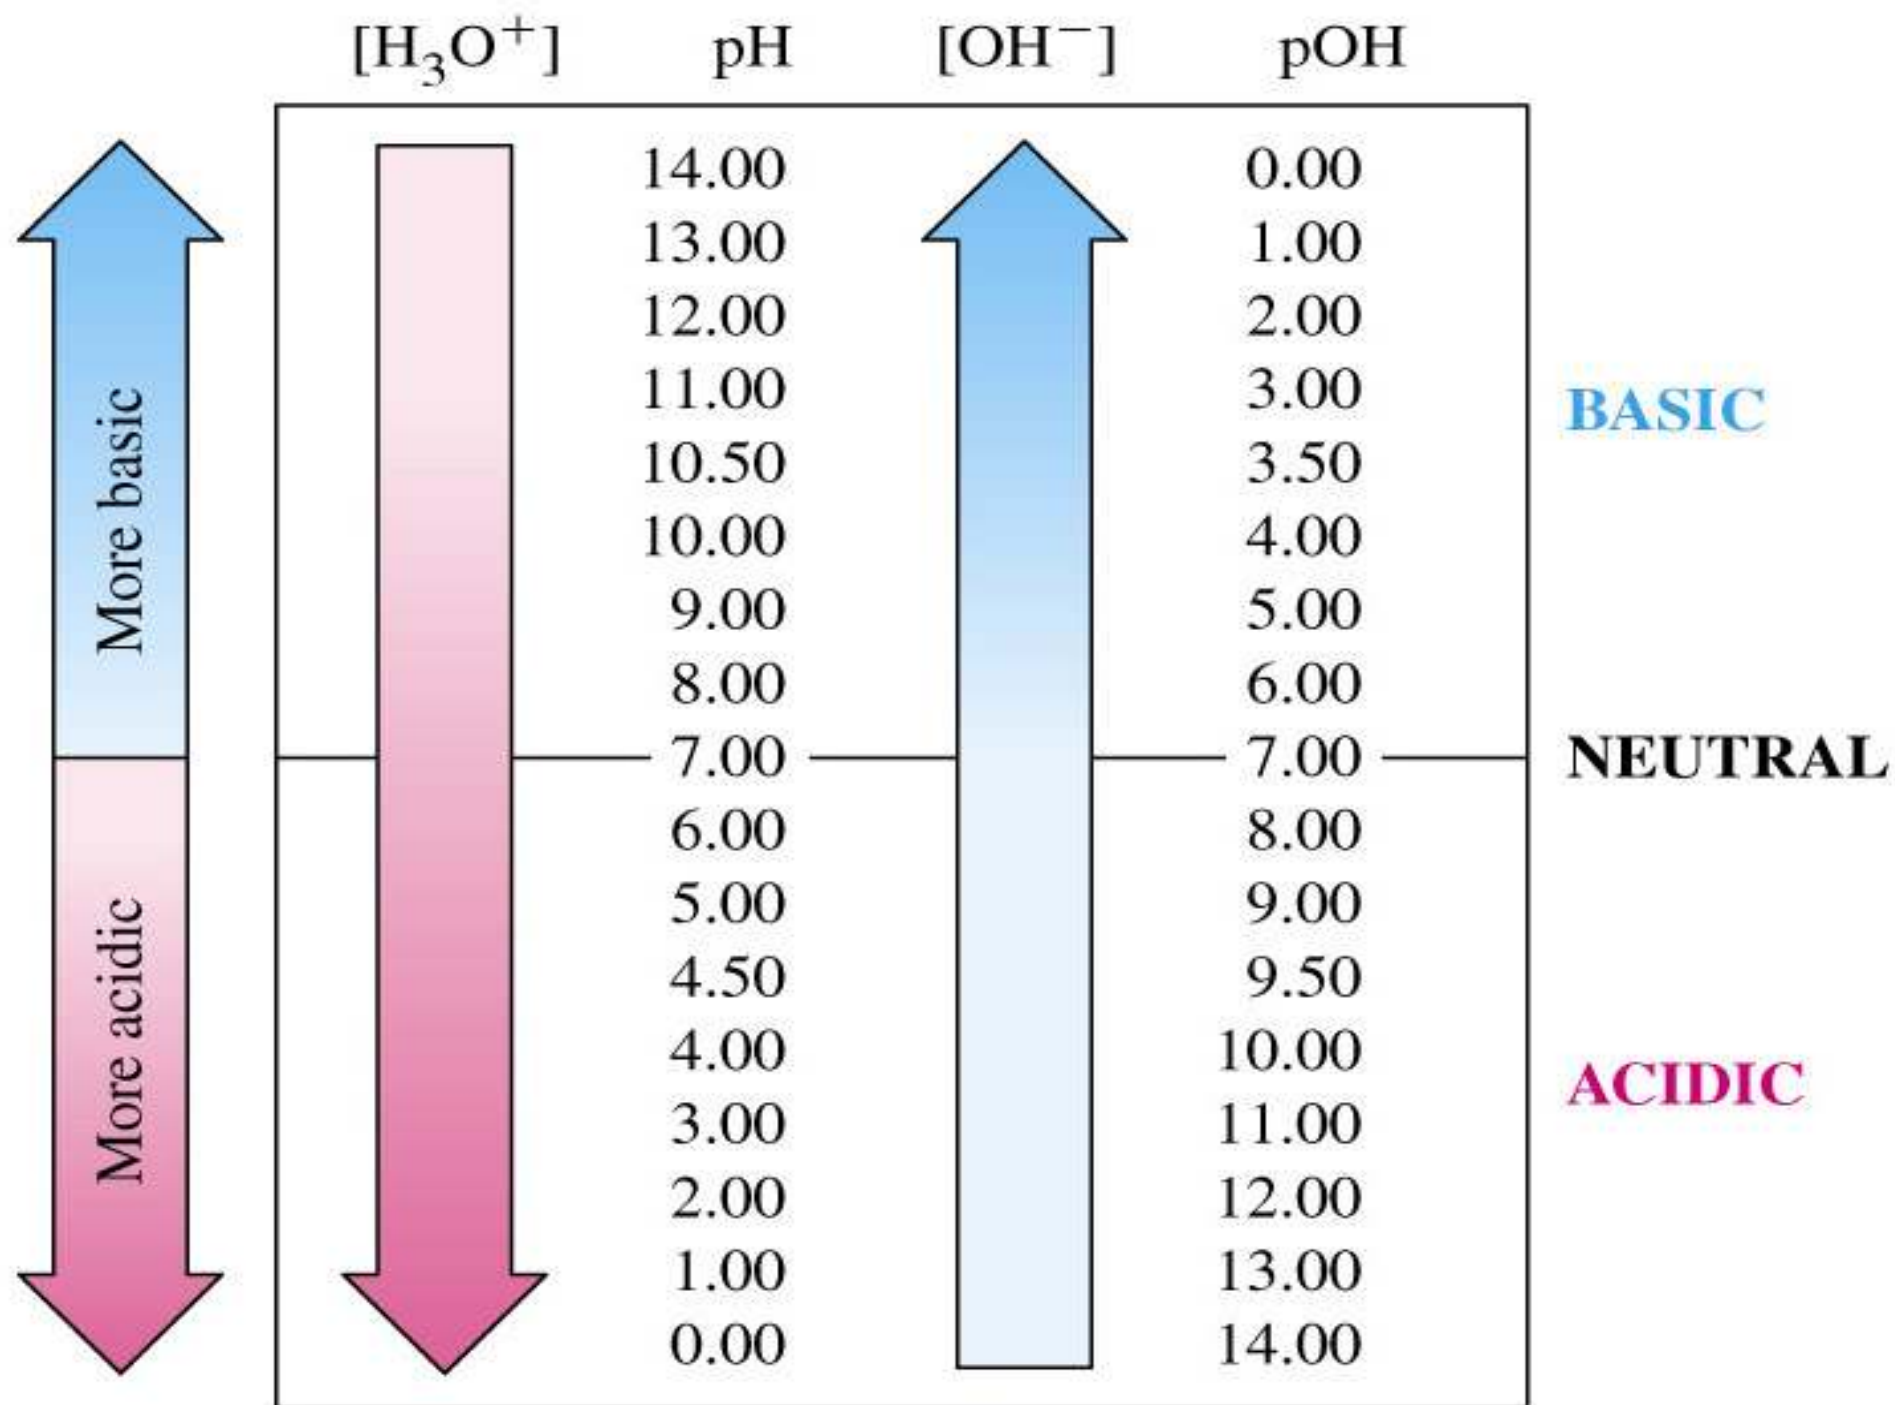 [H₃O⁺] pH [OH⁻] pOH
14.00 0.00
13.00 1.00
12.00 2.00
11.00 3.00
BASIC
10.50 3.50
More basic
10.00 4.00
9.00 5.00
8.00 6.00
7.00 7.00 NEUTRAL
6.00 8.00
5.00 9.00
4.50 9.50
More acidic
4.00 10.00
ACIDIC
3.00 11.00
2.00 12.00
1.00 13.00
0.00 14.00